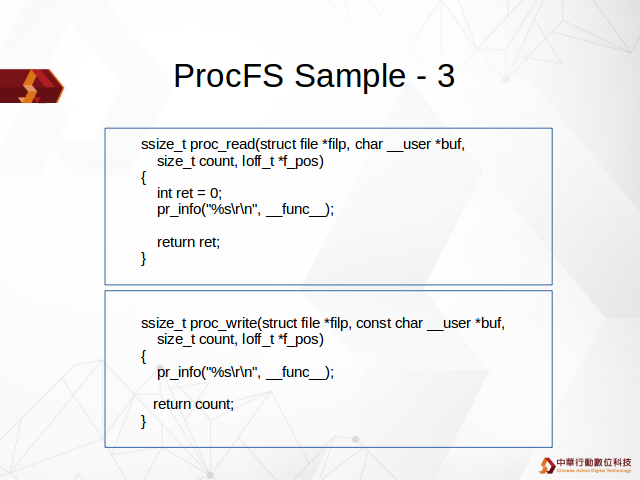 ProcFS Sample - 3
ssize_t proc_read(struct file *filp, char __user *buf,
size_t count, loff_t *f_pos)
{
int ret = 0;
pr_info("%s\r\n", __func__);
return ret;
}
ssize_t proc_write(struct file *filp, const char __user *buf,
size_t count, loff_t *f_pos)
{
pr_info("%s\r\n", __func__);
return count;
}
中華行動數位科技
Chinese Action Digital Technology